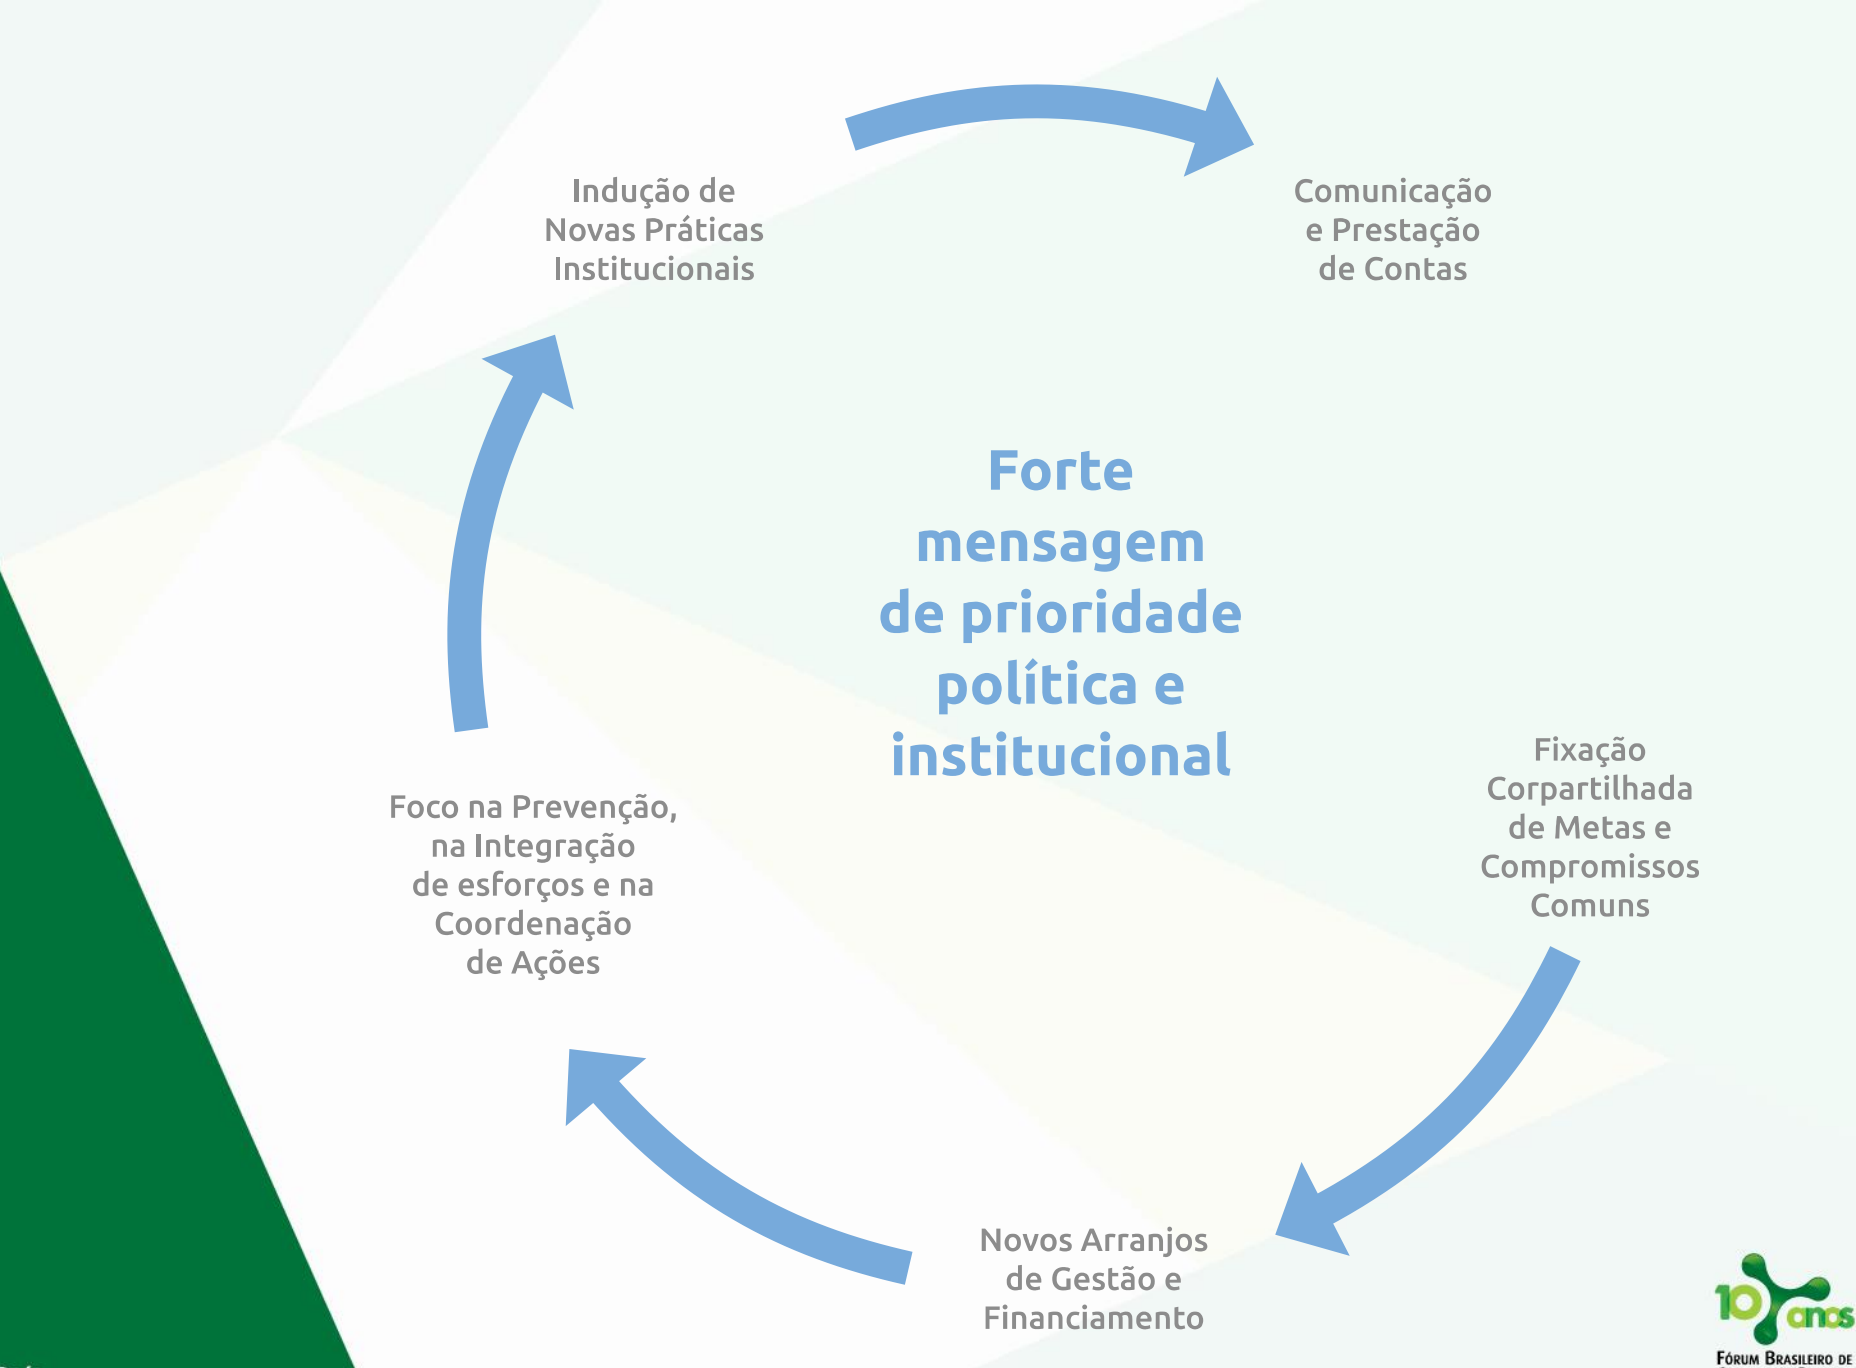 Indução de
Novas Práticas
Institucionais
Comunicação
e Prestação
de Contas
Forte
mensagem
de prioridade
política e
institucional
Fixação
Corpartilhada
de Metas e
Compromissos
Comuns
Foco na Prevenção,
na Integração
de esforços e na
Coordenação
de Ações
Novos Arranjos
de Gestão e
Financiamento
10 anos
FÓRUM BRASILEIRO DE